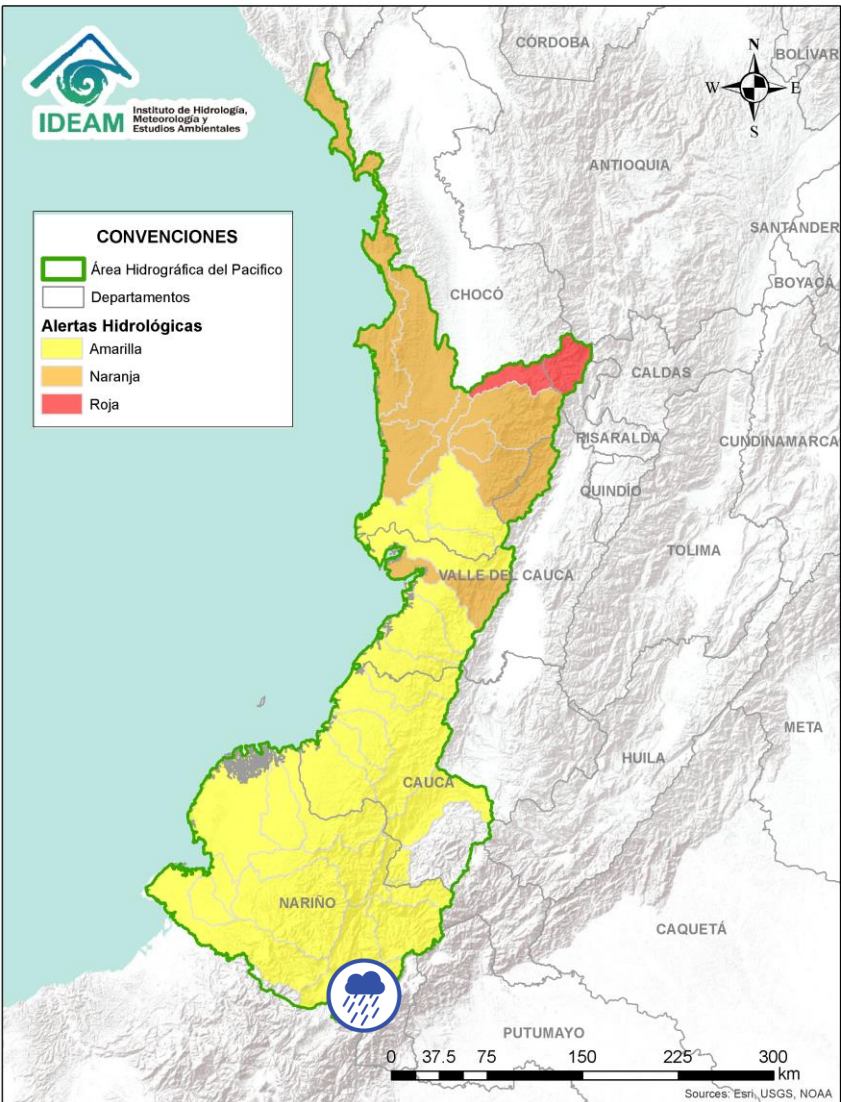 IDEAM
Instituto de Hidrología,
Meteorología y
Estudios Ambientales
N
W E
S
CONVENCIONES
Área Hidrográfica del Pacifico
Departamentos
Alertas Hidrológicas
Amarilla
Naranja
Roja
CÓRDOBA
BOLIVAR
ANTIOQUIA
SANTANDER
BOYACÁ
CHOCÓ
CALDAS
RISARALDA
CUNDINAMARCA
QUINDÍO
TOLIMA
VALLE DEL CAUCA
META
HUILA
CAUCA
NARIÑO
CAQUETÁ
PUTUMAYO
0 37.5 75 150 225 300
km
Sources: Esri, USGS, NOAA